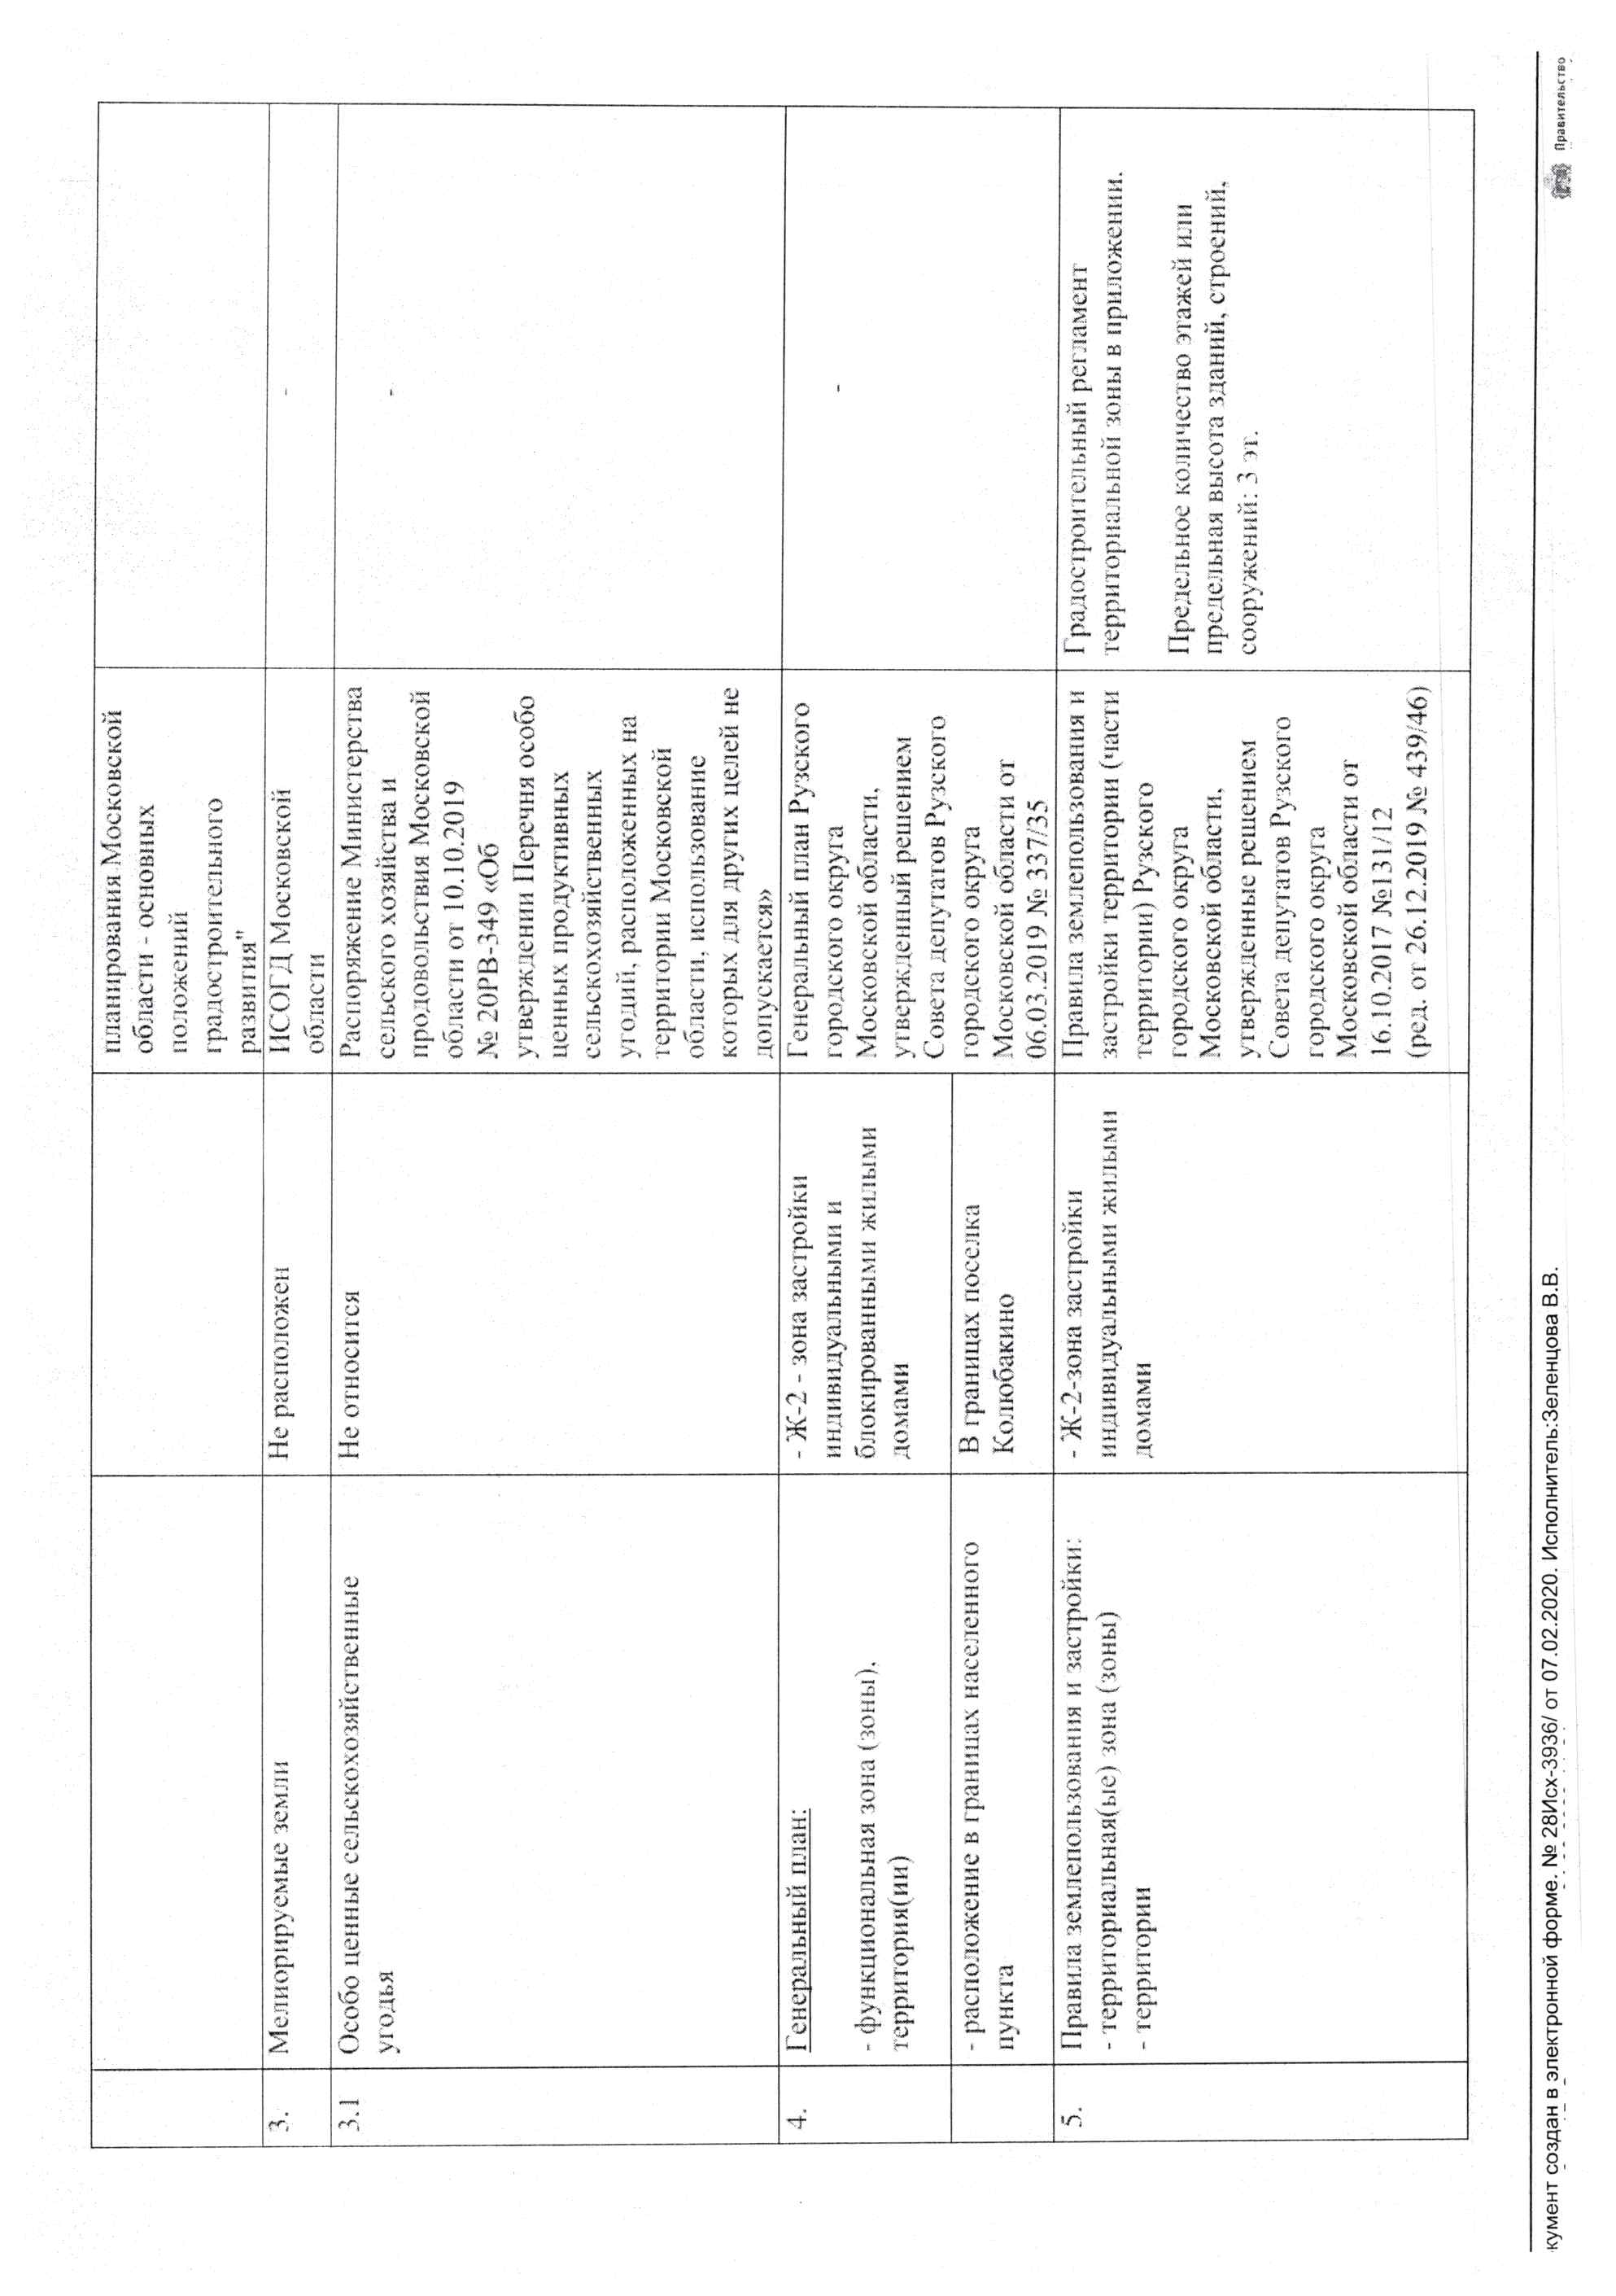 планирования Московской
области - основных
положений
градостроительного
развития"
3.
Мелиорируемые земли
Не расположен
ИСОГД Московской
области
-
3.1
Особо ценные сельскохозяйственные
угодья
Не относится
Распоряжение Министерства
сельского хозяйства и
продовольствия Московской
области от 10.10.2019
№ 20РВ-349 «Об
утверждении Перечня особо
ценных продуктивных
сельскохозяйственных
угодий, расположенных на
территории Московской
области, использование
которых для других целей не
допускается»
-
4.
Генеральный план:
- функциональная зона (зоны),
территория(ии)
- Ж-2 - зона застройки
индивидуальными и
блокированными жилыми
домами
Генеральный план Рузского
городского округа
Московской области,
утвержденный решением
Совета депутатов Рузского
городского округа
Московской области от
06.03.2019 № 337/35
-
- расположение в границах населенного
пункта
В границах поселка
Колюбакино
5.
Правила землепользования и застройки:
- территориальная(ые) зона (зоны)
- территории
- Ж-2-зона застройки
индивидуальными жилыми
домами
Правила землепользования и
застройки территории (части
территории) Рузского
городского округа
Московской области,
утвержденные решением
Совета депутатов Рузского
городского округа
Московской области от
16.10.2017 №131/12
(ред. от 26.12.2019 № 439/46)
Градостроительный регламент
территориальной зоны в приложении.
Предельное количество этажей или
предельная высота зданий, строений,
сооружений: 3 эт.
кумент создан в электронной форме. № 28Исх-3936/ от 07.02.2020. Исполнитель:Зеленцова В.В.
Правительство